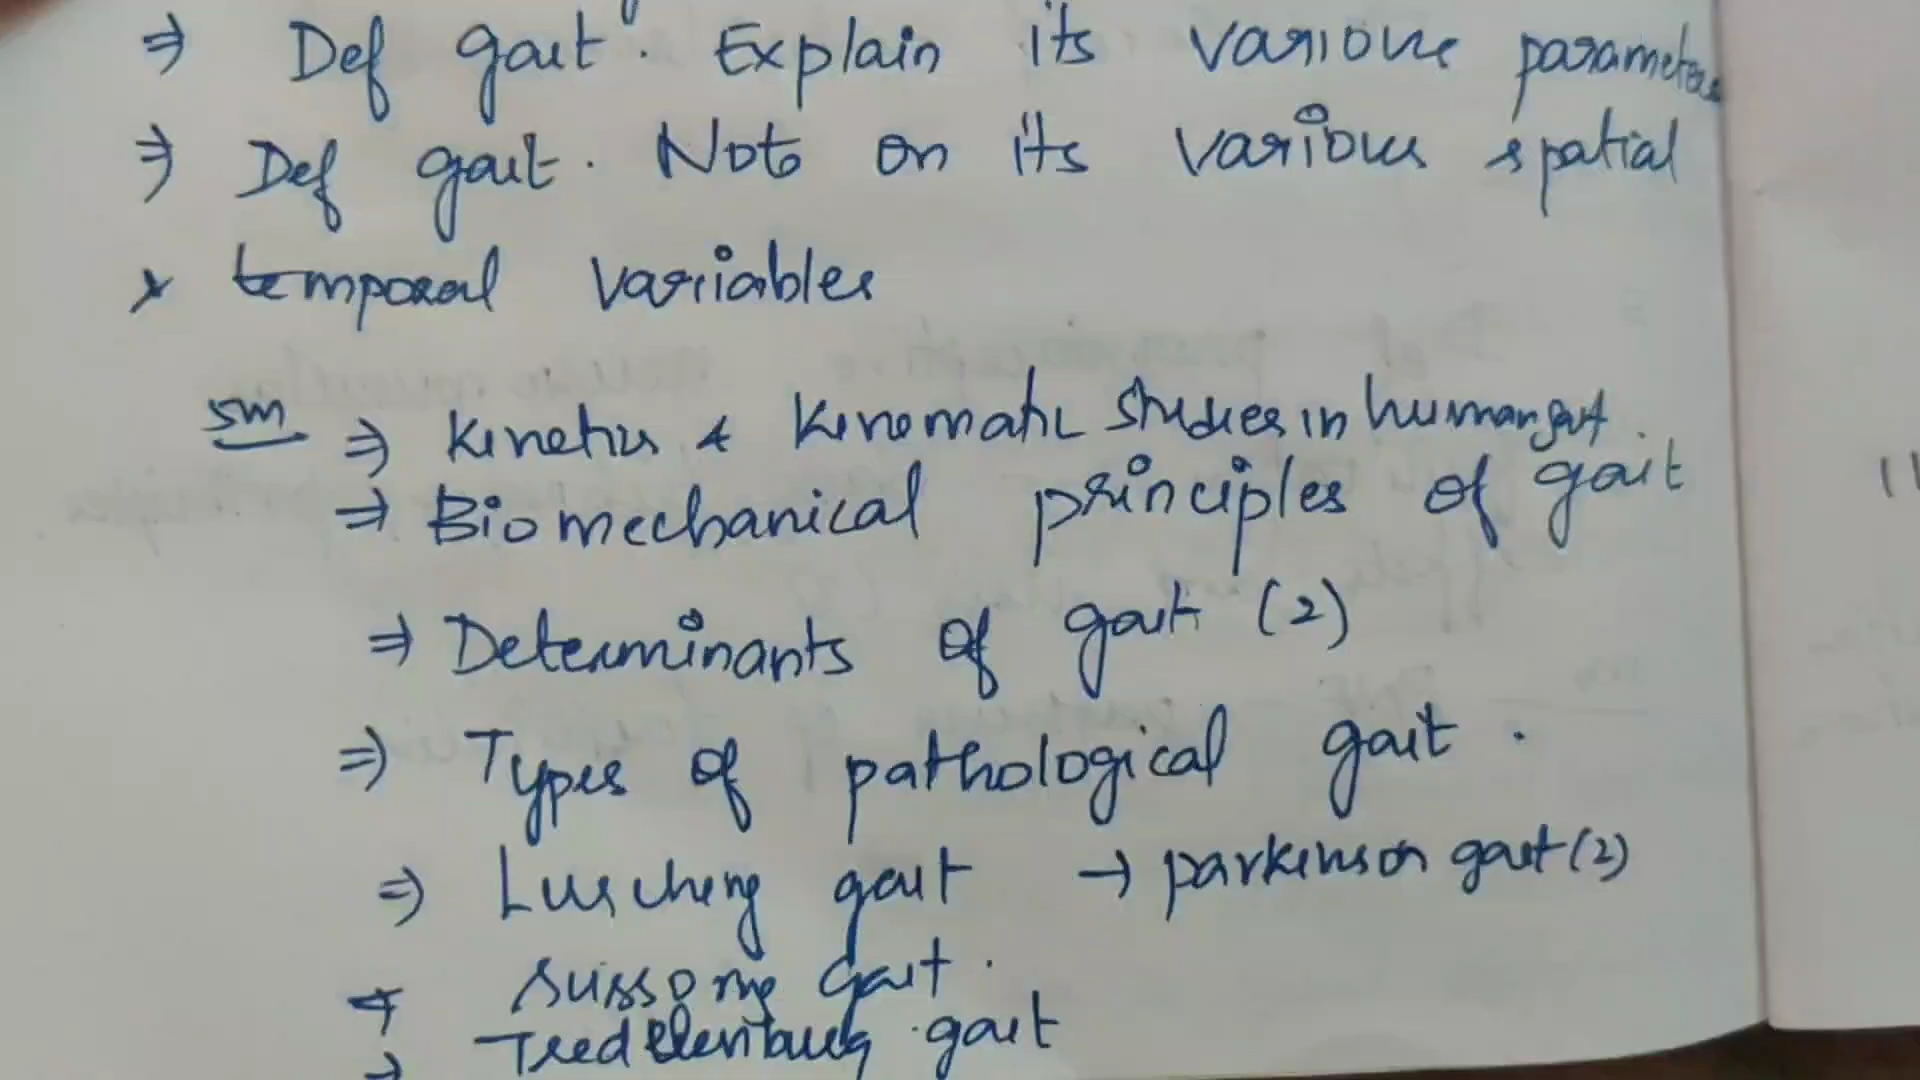 ⇒ Def gait. Explain its various parameters
⇒ Def gait. Note on its various spatial
x temporal variables
5m ⇒ Kinetics & Kinematic studies in human gait.
⇒ Biomechanical principles of gait
⇒ Determinants of gait (2)
⇒ Types of pathological gait.
⇒ Lurching gait → parkinson gait (2)
gait.
gait